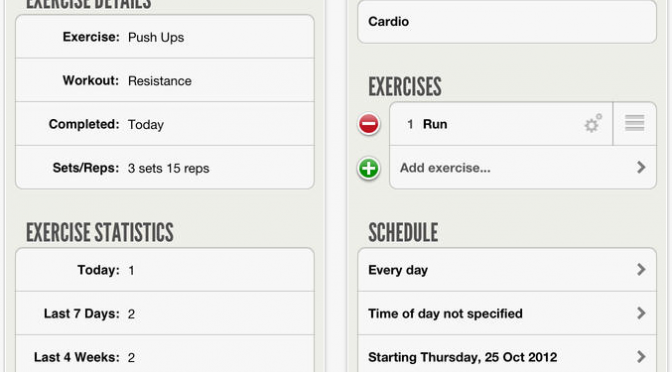 EXERCISE DETAILS
Exercise: Push Ups
Workout: Resistance
Completed: Today
Sets/Reps: 3 sets 15 reps
EXERCISE STATISTICS
Today: 1
Last 7 Days: 2
Last 4 Weeks: 2
Cardio
EXERCISES
1 Run
Add exercise...
SCHEDULE
Every day
Time of day not specified
Starting Thursday, 25 Oct 2012